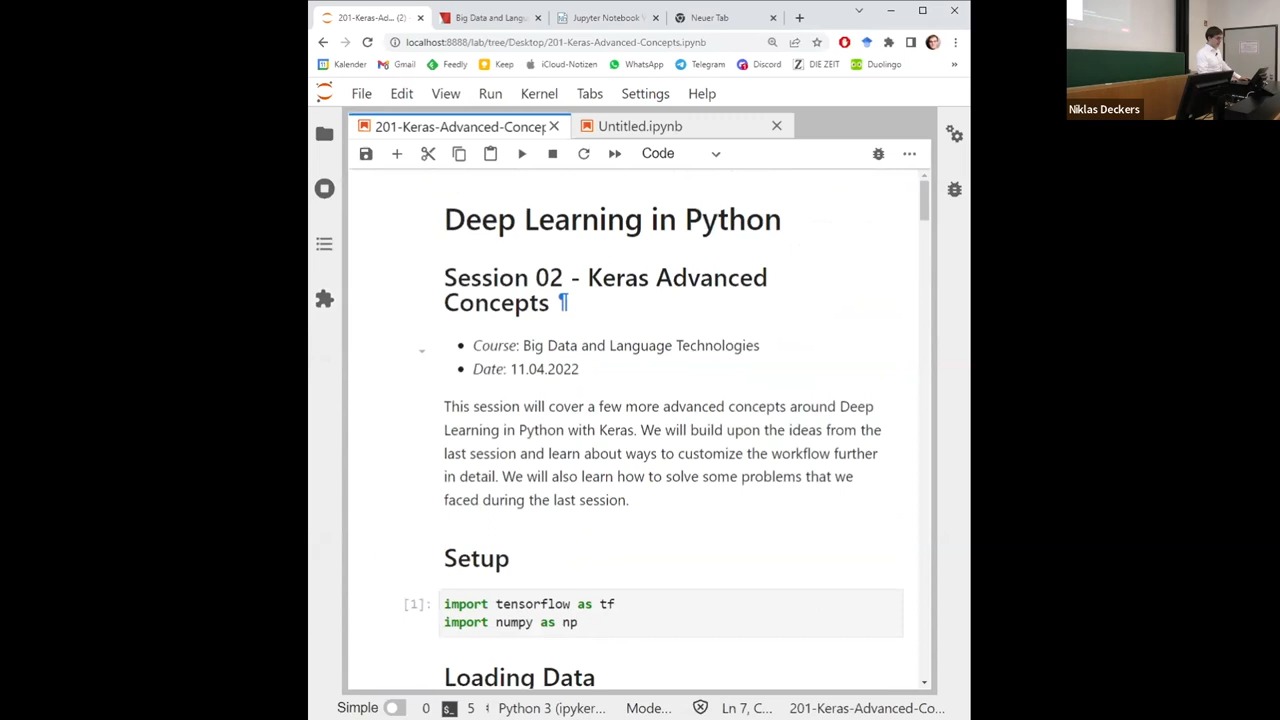 201-Keras-Ad... (2)
Big Data and Langu
Jupyter Notebook
Neuer Tab
localhost:8888/lab/tree/Desktop/201-Keras-Advanced-Concepts.ipynb
Kalender
Gmail
Feedly
Keep
iCloud-Notizen
WhatsApp
Telegram
Discord
DIE ZEIT
Duolingo
File Edit View Run Kernel Tabs Settings Help
201-Keras-Advanced-Concep
Untitled.ipynb
Code
Deep Learning in Python
Session 02 - Keras Advanced
Concepts ¶
• Course: Big Data and Language Technologies
• Date: 11.04.2022
This session will cover a few more advanced concepts around Deep
Learning in Python with Keras. We will build upon the ideas from the
last session and learn about ways to customize the workflow further
in detail. We will also learn how to solve some problems that we
faced during the last session.
Setup
[1]: import tensorflow as tf
import numpy as np
Loading Data
Simple 0 5 Python 3 (ipyker... Mode... Ln 7, C... 201-Keras-Advanced-Co...
Niklas Deckers